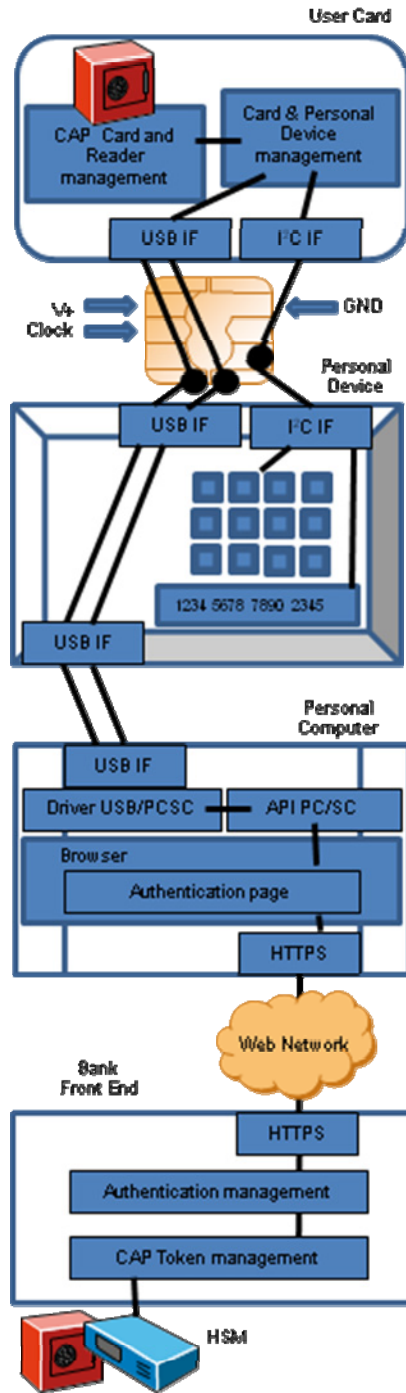 User Card
CAP Card and
Reader
management
Card & Personal
Device
management
USB IF
I²C IF
V+
Clock
GND
Personal
Device
USB IF
I²C IF
1234 5678 7890 2345
USB IF
Personal
Computer
USB IF
Driver USB/PCSC
API PC/SC
Browser
Authentication page
HTTPS
Web Network
Bank
Front End
HTTPS
Authentication management
CAP Token management
HSM